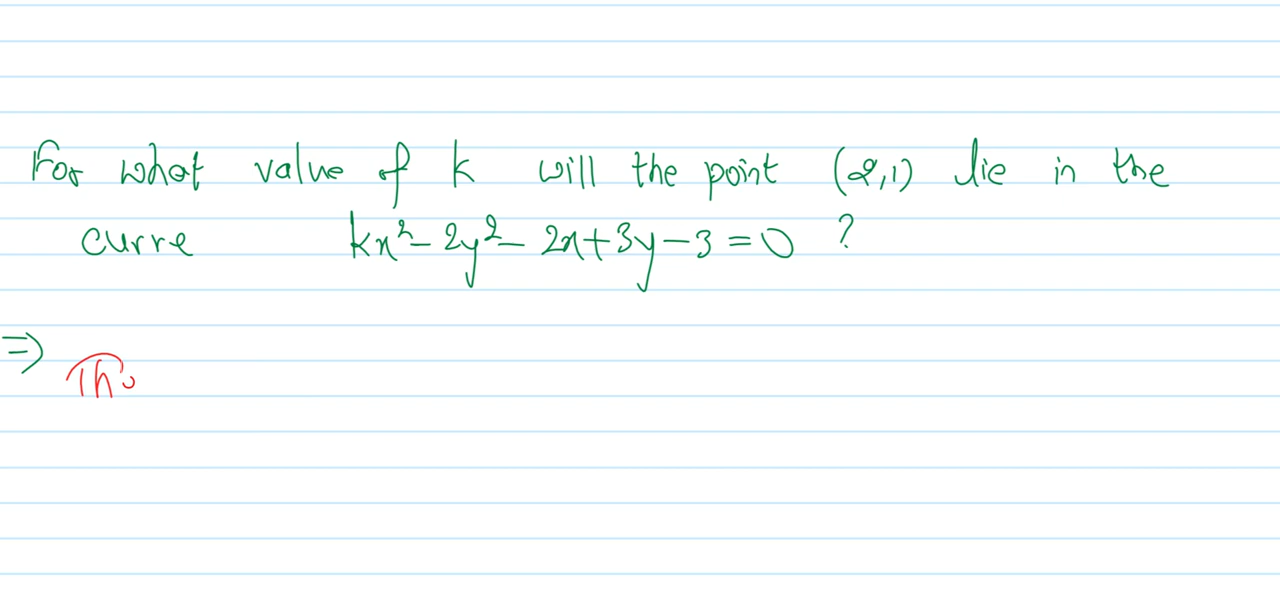 For what value of k will the point (2,1) lie in the
curve kx² - 2y² - 2x + 3y - 3 = 0 ?
⇒